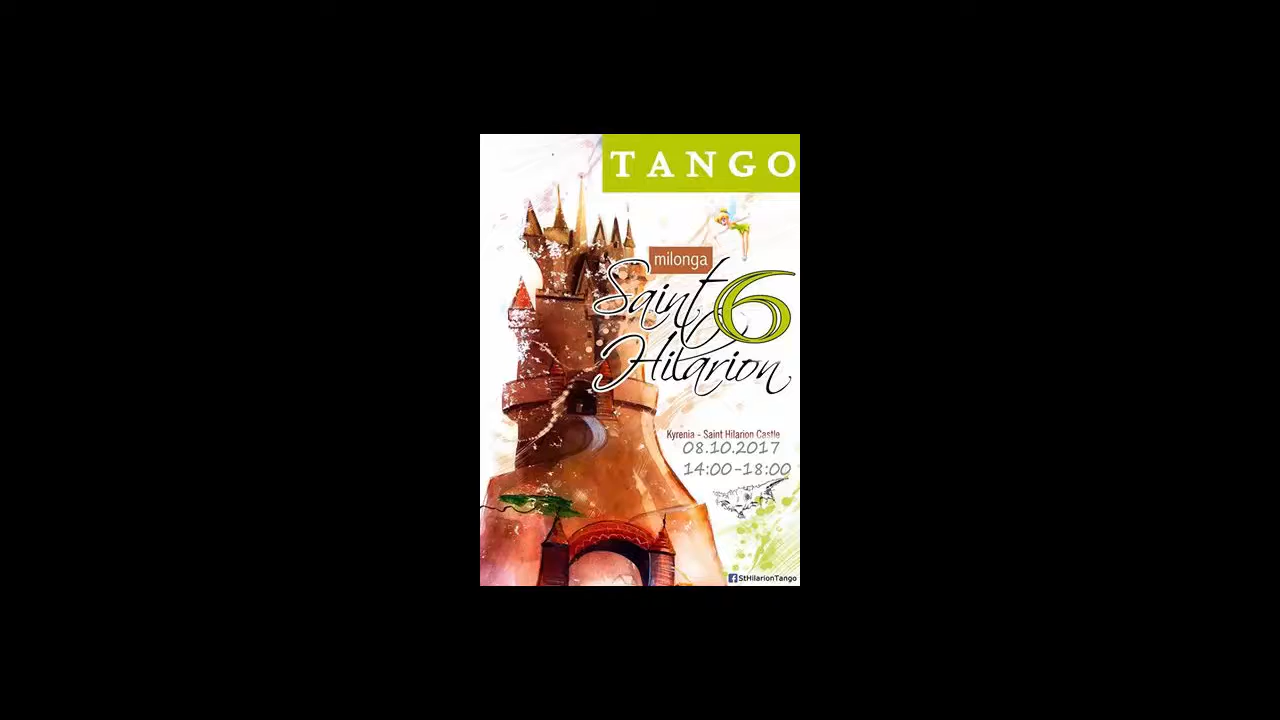 TANGO
milonga
Saint 6
Hilarion
Kyrenia - Saint Hilarion Castle
08.10.2017
14:00-18:00
StHilarionTango